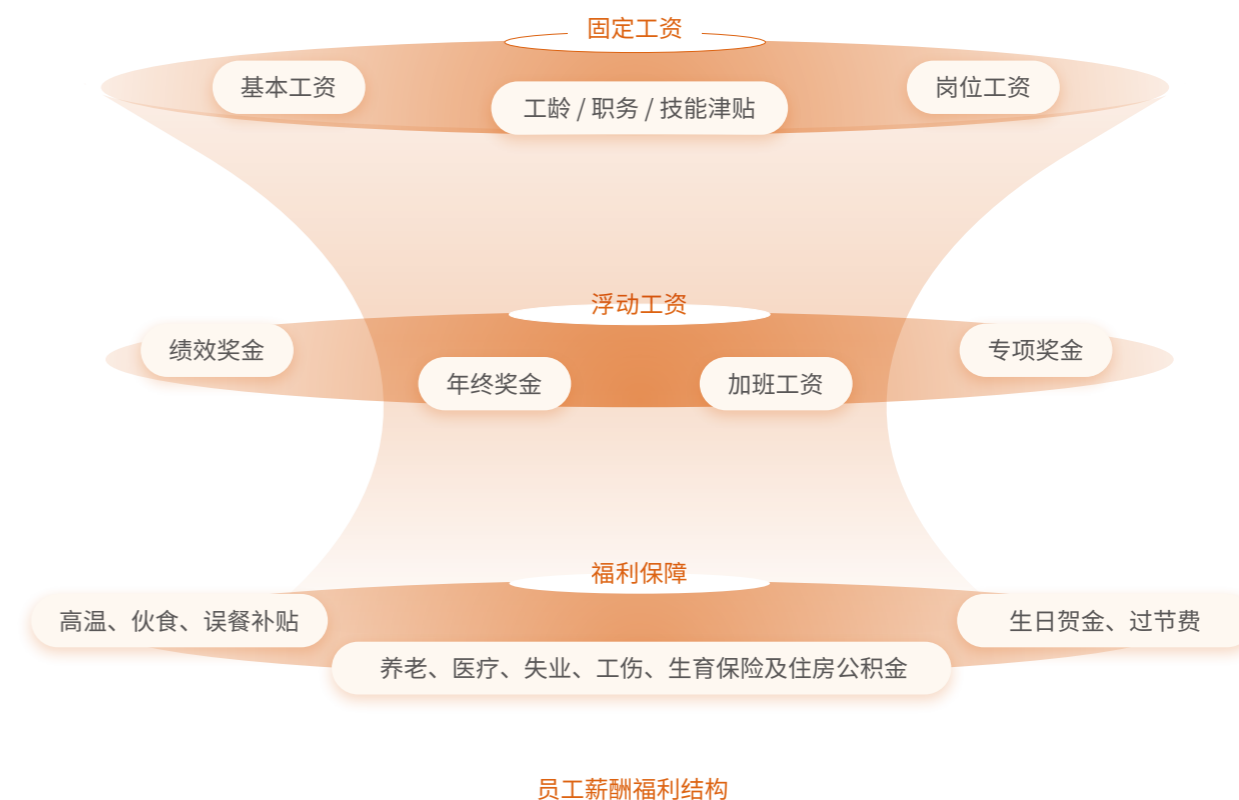 固定工资
基本工资
工龄 / 职务 / 技能津贴
岗位工资
浮动工资
绩效奖金
年终奖金
加班工资
专项奖金
福利保障
高温、伙食、误餐补贴
养老、医疗、失业、工伤、生育保险及住房公积金
生日贺金、过节费
员工薪酬福利结构